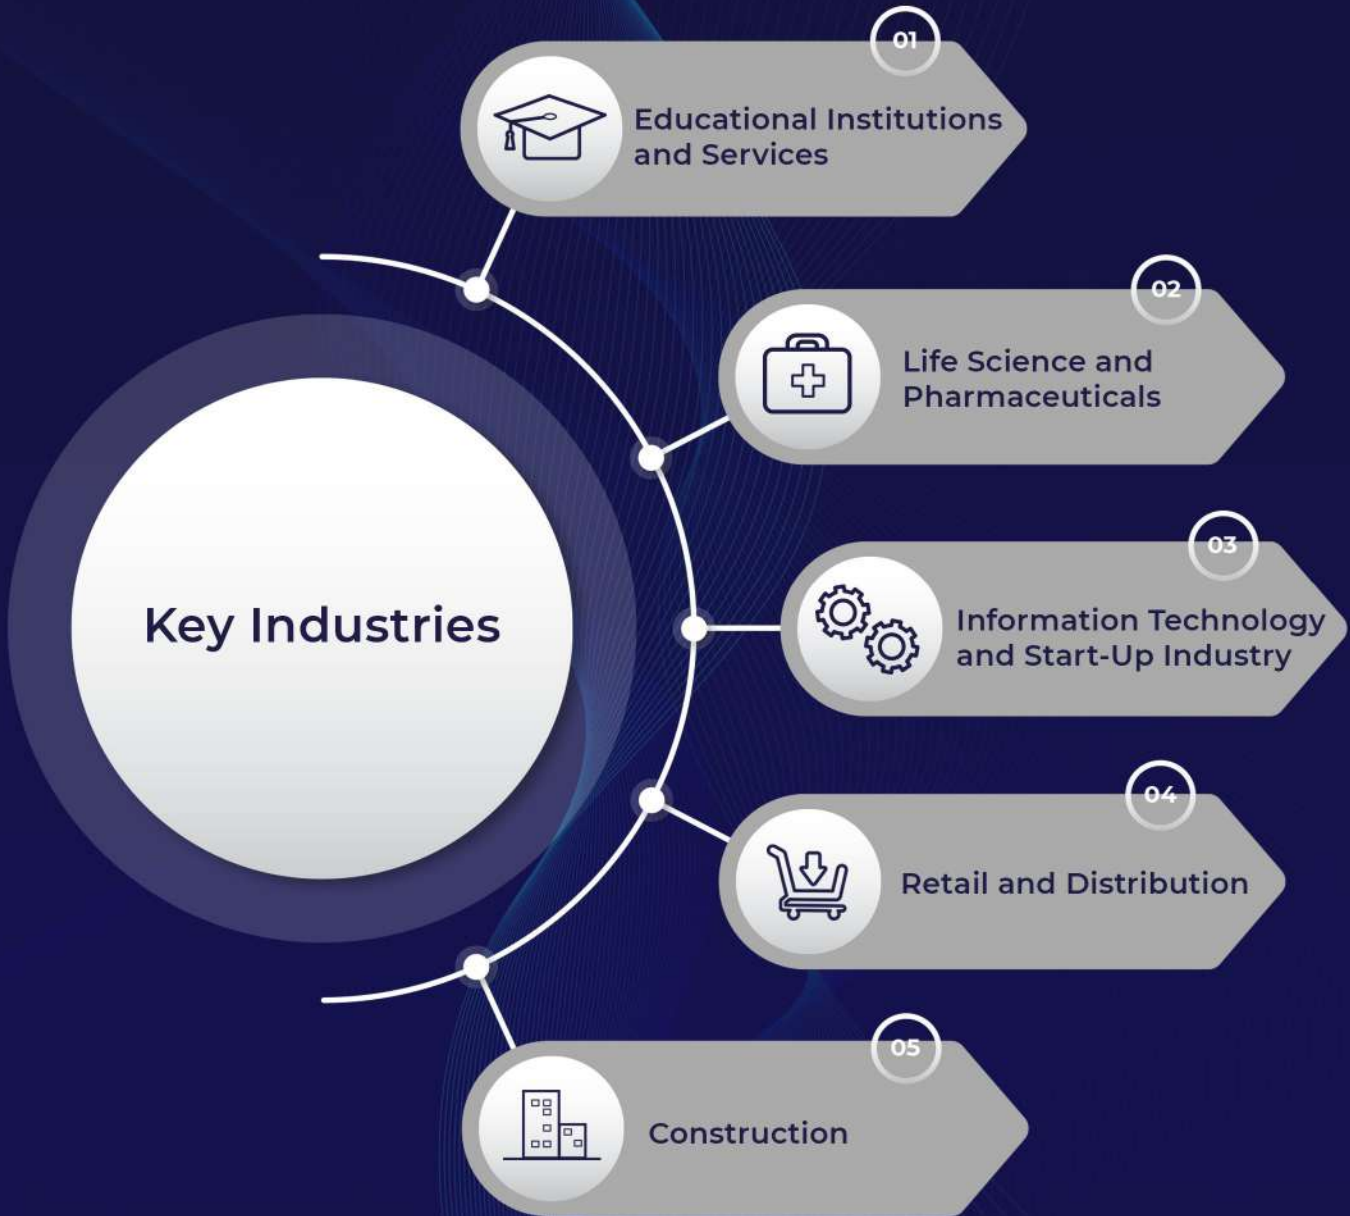 Key Industries
01
Educational Institutions
and Services
02
Life Science and
Pharmaceuticals
03
Information Technology
and Start-Up Industry
04
Retail and Distribution
05
Construction